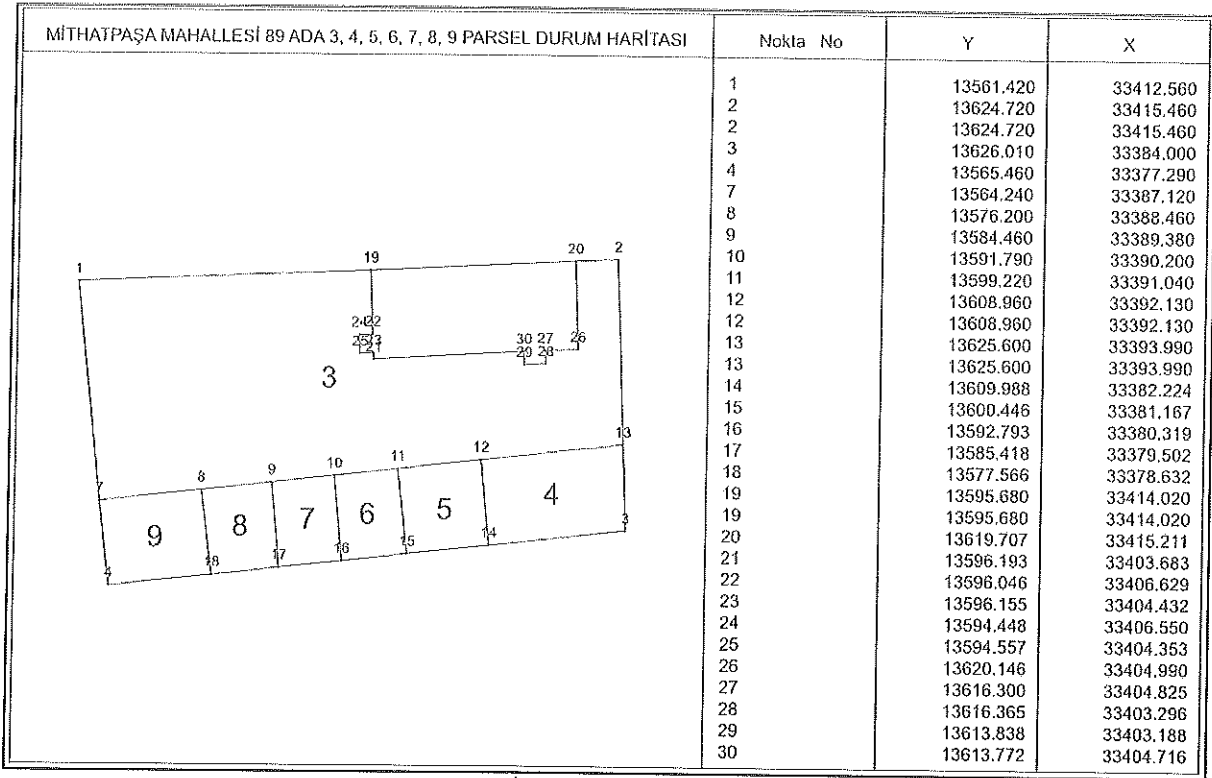 MİTHATPAŞA MAHALLESİ 89 ADA 3, 4, 5, 6, 7, 8, 9 PARSEL DURUM HARİTASI
Nokta No Y X
1 13561.420 33412.560
2 13624.720 33415.460
2 13624.720 33415.460
3 13626.010 33384.000
4 13565.460 33377.290
7 13564.240 33387.120
8 13576.200 33388.460
9 13584.460 33389.380
10 13591.790 33390.200
11 13599.220 33391.040
12 13608.960 33392.130
12 13608.960 33392.130
13 13625.600 33393.990
13 13625.600 33393.990
14 13609.988 33382.224
15 13600.446 33381.167
16 13592.793 33380.319
17 13585.418 33379.502
18 13577.566 33378.632
19 13595.680 33414.020
19 13595.680 33414.020
20 13619.707 33415.211
21 13596.193 33403.683
22 13596.046 33406.629
23 13596.155 33404.432
24 13594.448 33406.550
25 13594.557 33404.353
26 13620.146 33404.990
27 13616.300 33404.825
28 13616.365 33403.296
29 13613.838 33403.188
30 13613.772 33404.716
1 19 20 2
24 22
25 23 30 27 26
21 29 28
3
7 8 9 10 11 12 13
9 8 7 6 5 4
4 18 17 16 15 14 3